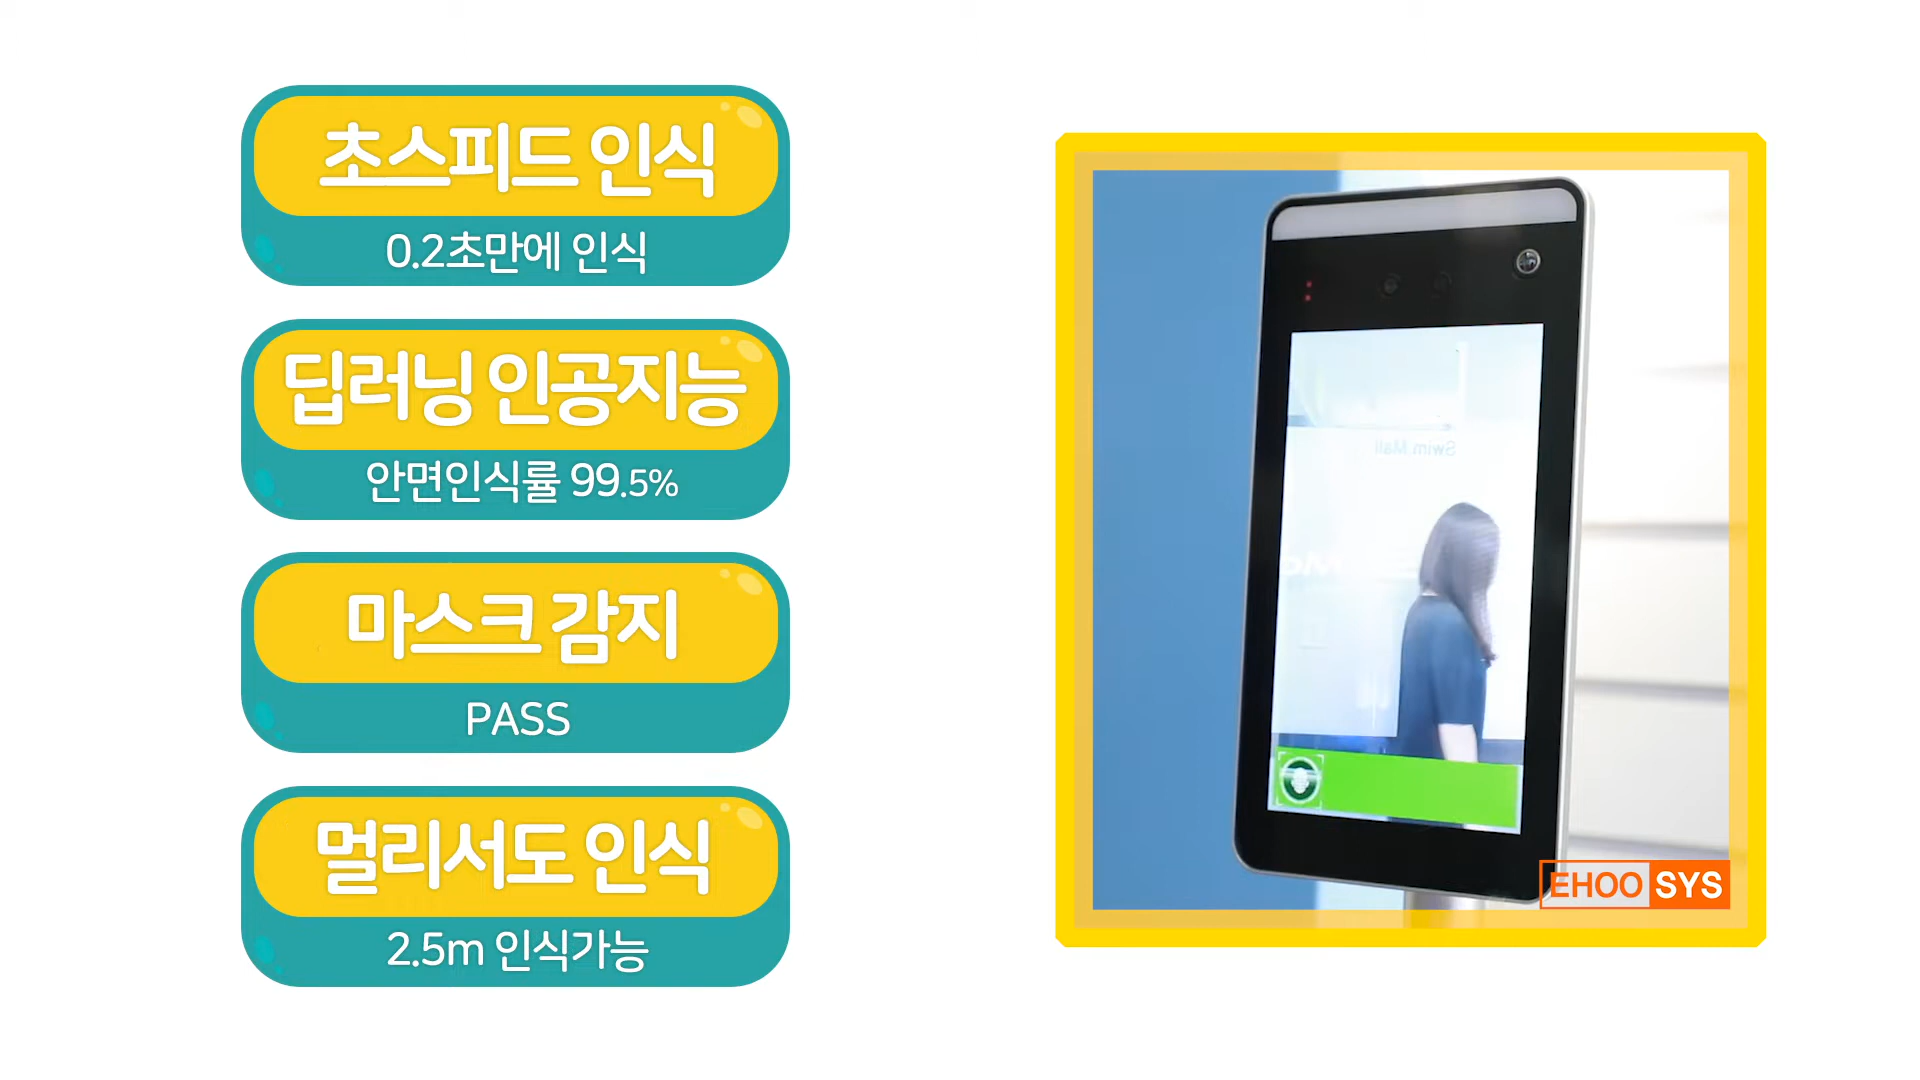 초스피드 인식
0.2초만에 인식
딥러닝 인공지능
안면인식률 99.5%
마스크 감지
PASS
멀리서도 인식
2.5m 인식가능
Swim Mall
EHOO SYS